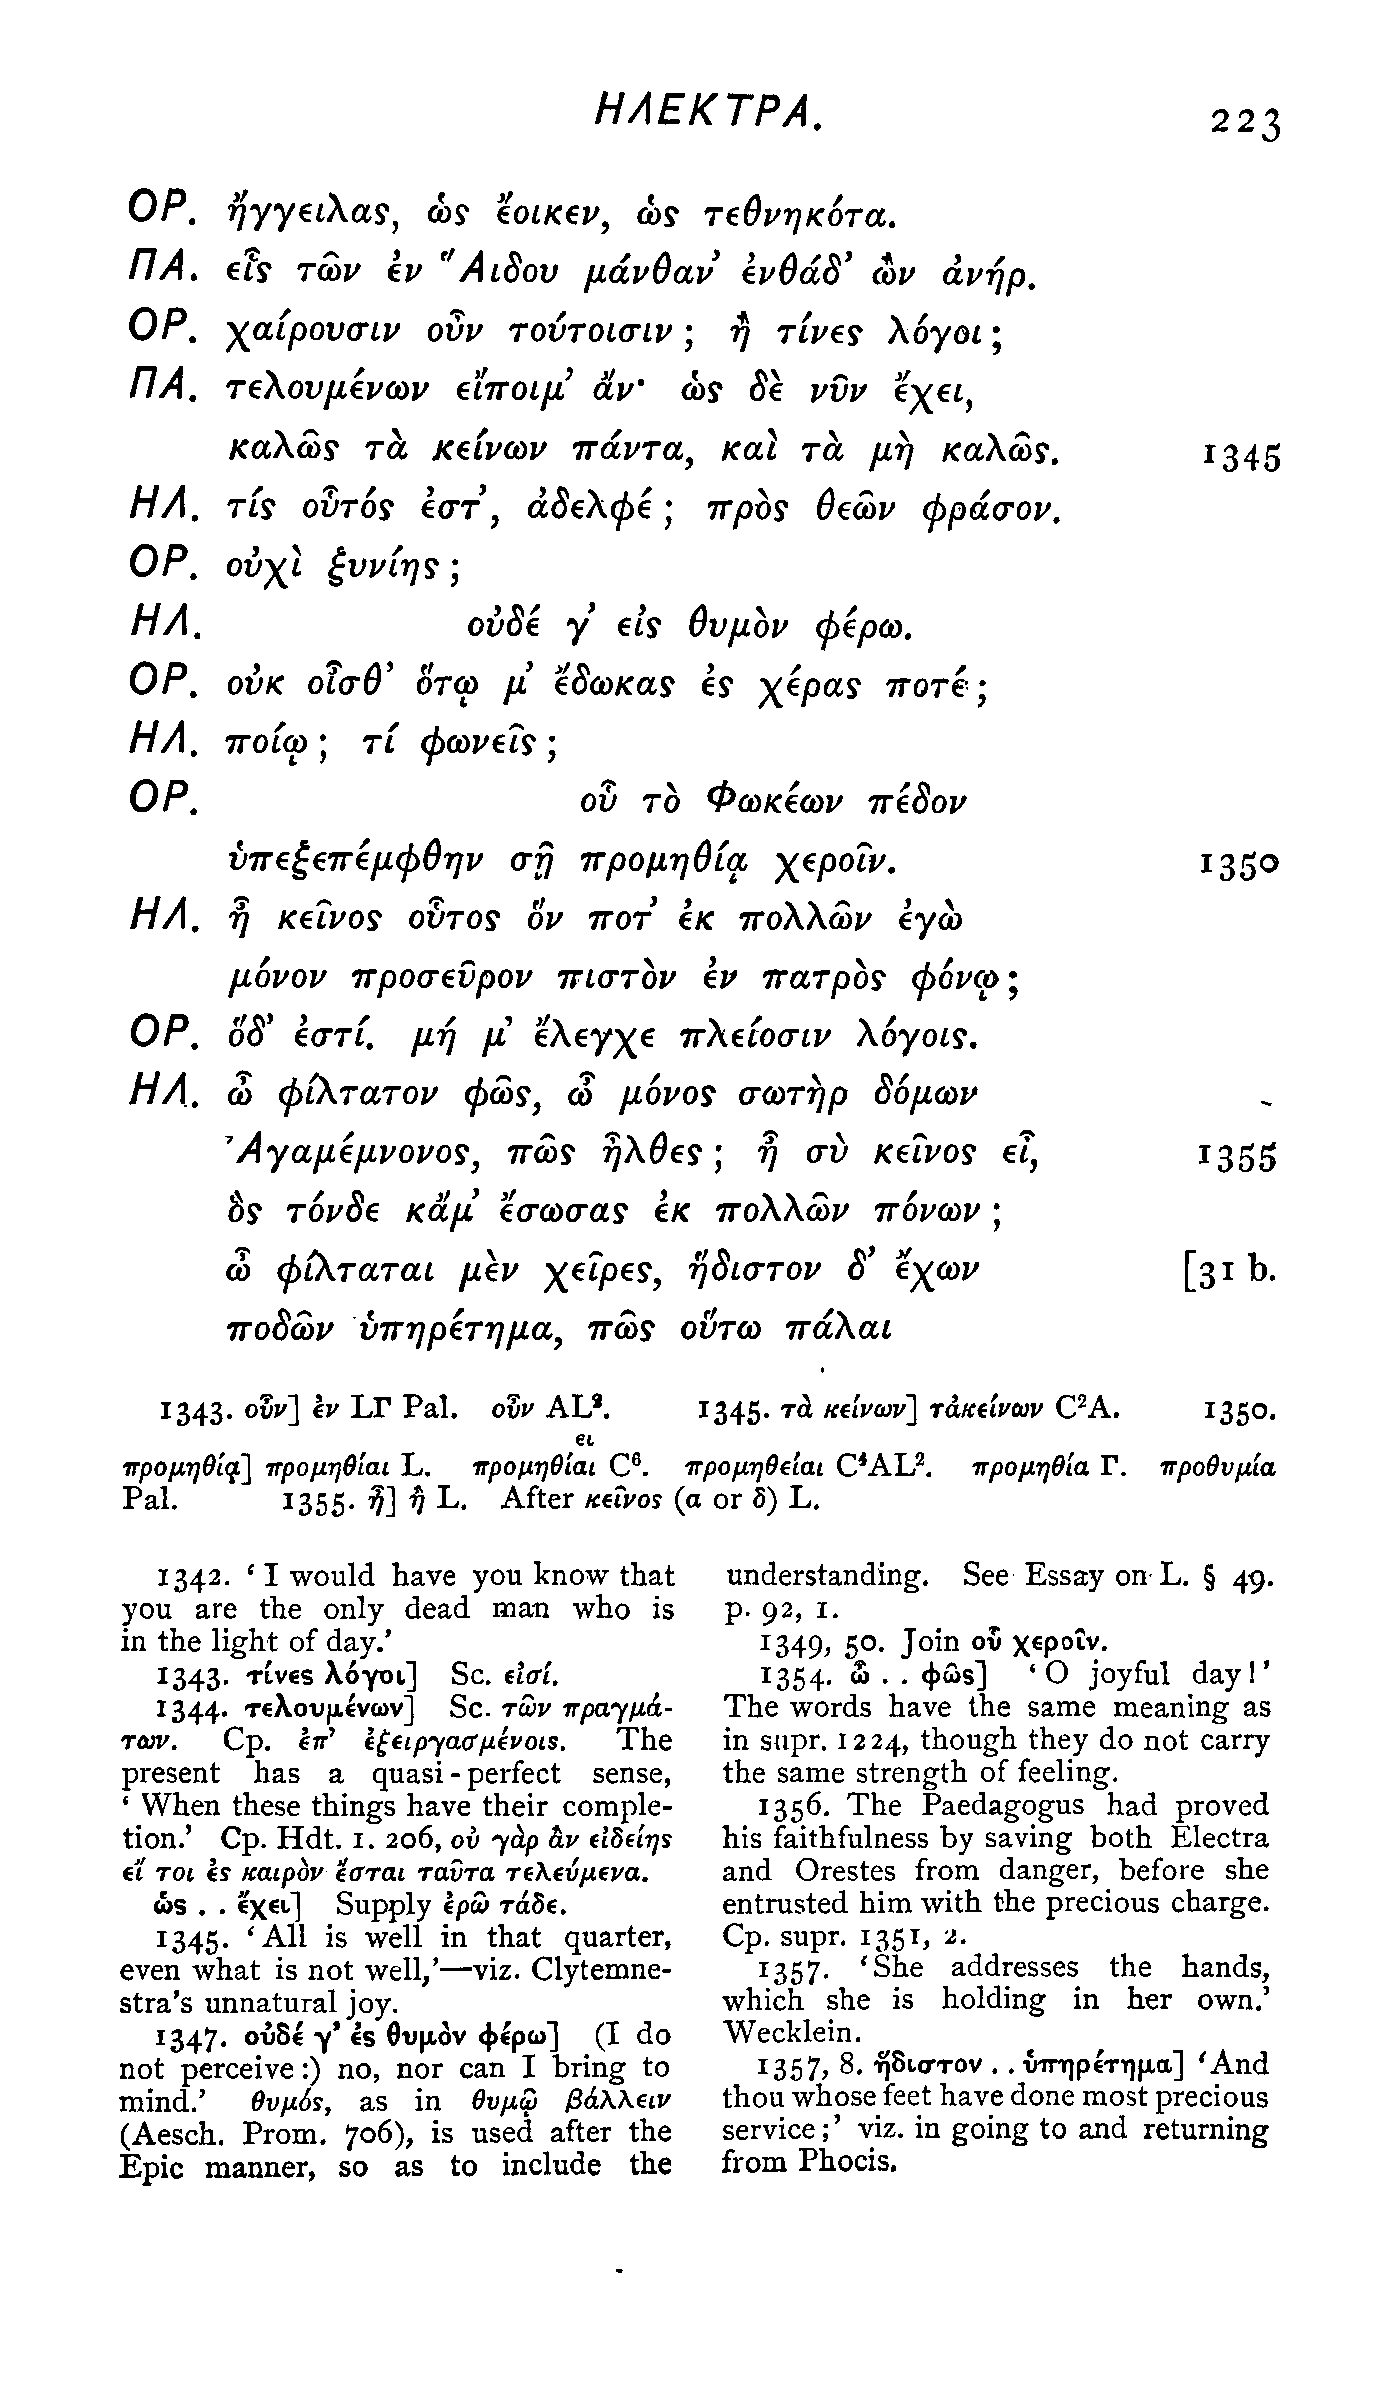 ΗΛΕΚΤΡΑ. 223
ΟΡ. ἤγγειλας, ὡς ἔοικεν, ὡς τεθνηκότα.
ΠΑ. εἷς τῶν ἐν Ἅιδου μάνθαν’ ἐνθάδ’ ὢν ἀνήρ.
ΟΡ. χαίρουσιν οὖν τούτοισιν; ἢ τίνες λόγοι;
ΠΑ. τελουμένων εἴποιμ’ ἄν· ὡς δὲ νῦν ἔχει,
καλῶς τὰ κείνων πάντα, καὶ τὰ μὴ καλῶς. 1345
ΗΛ. τίς οὗτός ἐστ’, ἀδελφέ; πρὸς θεῶν φράσον.
ΟΡ. οὐχὶ ξυνίης;
ΗΛ. οὐδέ γ’ εἰς θυμὸν φέρω.
ΟΡ. οὐκ οἶσθ’ ὅτῳ μ’ ἔδωκας ἐς χέρας ποτέ;
ΗΛ. ποίῳ; τί φωνεῖς;
ΟΡ. οὗ τὸ Φωκέων πέδον
ὑπεξεπέμφθην σῇ προμηθίᾳ χεροῖν. 1350
ΗΛ. ἦ κεῖνος οὗτος ὅν ποτ’ ἐκ πολλῶν ἐγὼ
μόνον προσεῦρον πιστὸν ἐν πατρὸς φόνῳ;
ΟΡ. ὅδ’ ἐστί. μή μ’ ἔλεγχε πλείοσιν λόγοις.
ΗΛ. ὦ φίλτατον φῶς, ὦ μόνος σωτὴρ δόμων
Ἀγαμέμνονος, πῶς ἦλθες; ἦ σὺ κεῖνος εἶ, 1355
ὃς τόνδε κἄμ’ ἔσωσας ἐκ πολλῶν πόνων;
ὦ φίλταται μὲν χεῖρες, ἥδιστον δ’ ἔχων [31 b.
ποδῶν ὑπηρέτημα, πῶς οὕτω πάλαι
1343. οὖν] ἐν LΓ Pal. οὖν AL². 1345. τὰ κείνων] τἀκείνων C²A. 1350.
ει
προμηθίᾳ] προμηθίαι L. προμηθίαι C⁶. προμηθείαι C⁴AL². προμηθία Γ. προθυμία
Pal. 1355. ἦ] ἢ L. After κεῖνος (α or δ) L.
1342. ‘I would have you know that
you are the only dead man who is
in the light of day.’
1343. τίνες λόγοι] Sc. εἰσί.
1344. τελουμένων] Sc. τῶν πραγμά-
των. Cp. ἐπ’ ἐξειργασμένοις. The
present has a quasi-perfect sense,
‘When these things have their comple-
tion.’ Cp. Hdt. 1. 206, οὐ γὰρ ἂν εἰδείης
εἴ τοι ἐς καιρὸν ἔσται ταῦτα τελεύμενα.
ὡς . . ἔχει] Supply ἐρῶ τάδε.
1345. ‘All is well in that quarter,
even what is not well,’—viz. Clytemne-
stra’s unnatural joy.
1347. οὐδέ γ’ ἐς θυμὸν φέρω] (I do
not perceive:) no, nor can I bring to
mind.’ θυμός, as in θυμῷ βάλλειν
(Aesch. Prom. 706), is used after the
Epic manner, so as to include the
understanding. See Essay on L. § 49.
p. 92, 1.
1349, 50. Join οὗ χεροῖν.
1354. ὦ . . φῶς] ‘O joyful day!’
The words have the same meaning as
in supr. 1224, though they do not carry
the same strength of feeling.
1356. The Paedagogus had proved
his faithfulness by saving both Electra
and Orestes from danger, before she
entrusted him with the precious charge.
Cp. supr. 1351, 2.
1357. ‘She addresses the hands,
which she is holding in her own.’
Wecklein.
1357, 8. ἥδιστον . . ὑπηρέτημα] ‘And
thou whose feet have done most precious
service;’ viz. in going to and returning
from Phocis.